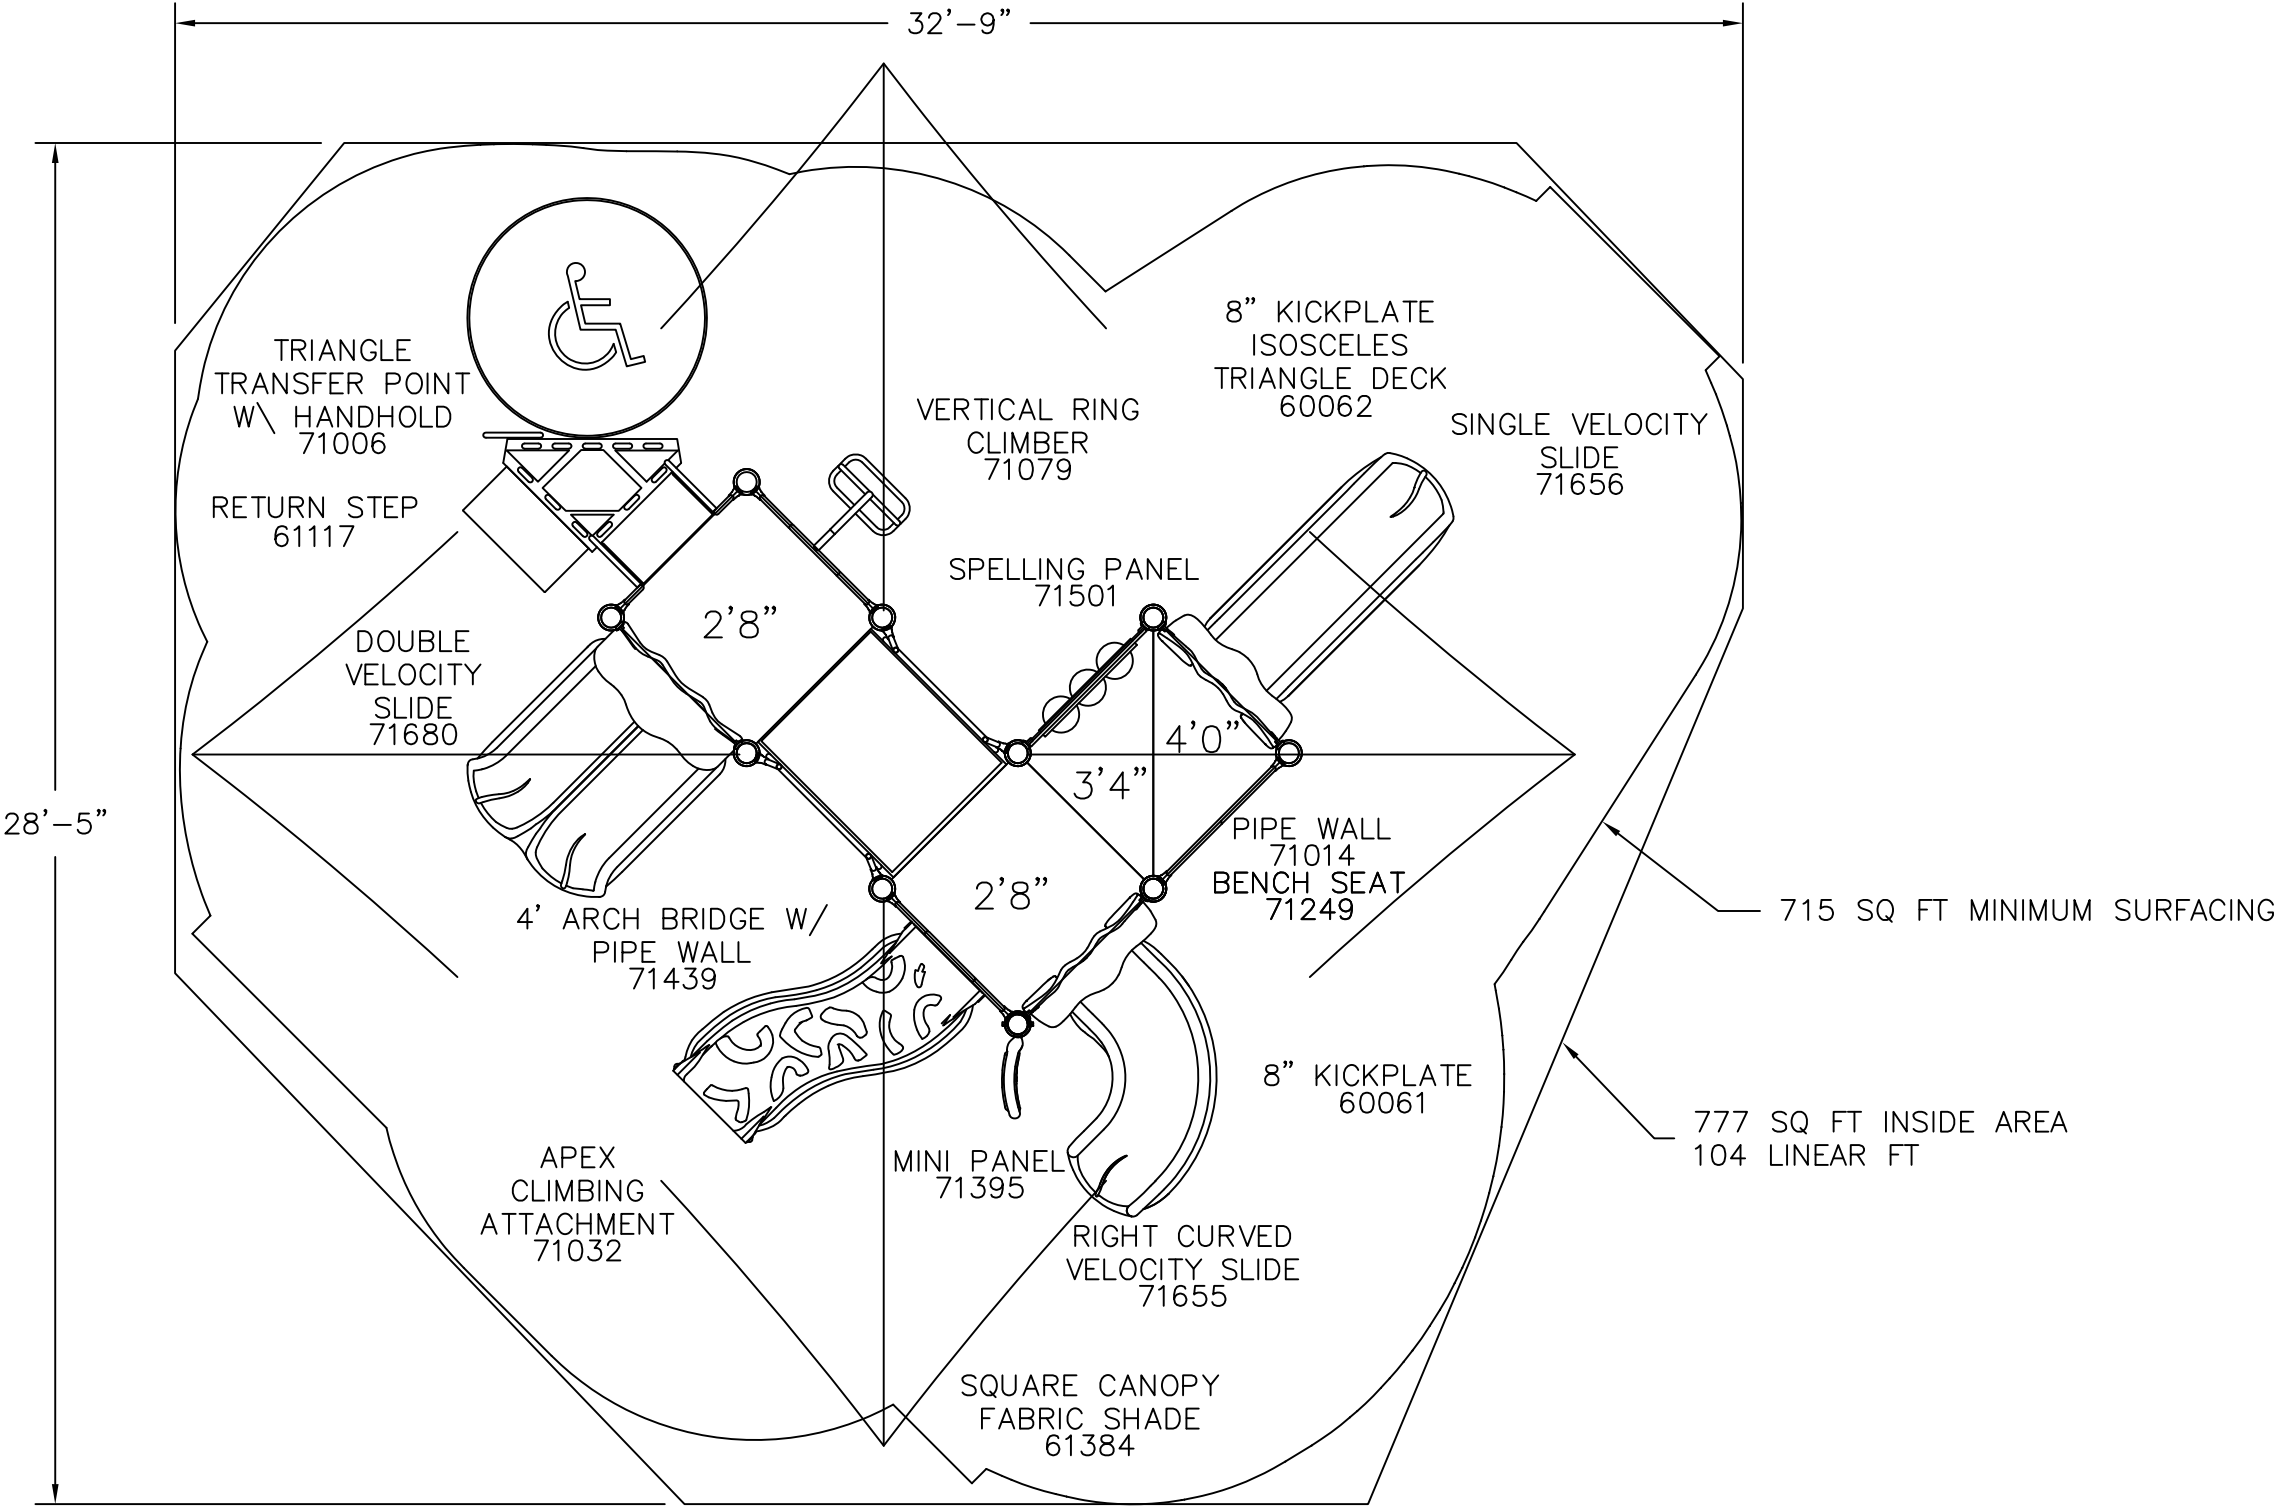 32'-9"
8" KICKPLATE
ISOSCELES
TRIANGLE DECK
60062
TRIANGLE
TRANSFER POINT
W\ HANDHOLD
71006
VERTICAL RING
CLIMBER
71079
SINGLE VELOCITY
SLIDE
71656
RETURN STEP
61117
SPELLING PANEL
71501
2'8"
DOUBLE
VELOCITY
SLIDE
71680
4'0"
3'4"
28'-5"
PIPE WALL
71014
BENCH SEAT
71249
2'8"
4' ARCH BRIDGE W/
PIPE WALL
71439
715 SQ FT MINIMUM SURFACING
8" KICKPLATE
60061
777 SQ FT INSIDE AREA
104 LINEAR FT
APEX
CLIMBING
ATTACHMENT
71032
MINI PANEL
71395
RIGHT CURVED
VELOCITY SLIDE
71655
SQUARE CANOPY
FABRIC SHADE
61384